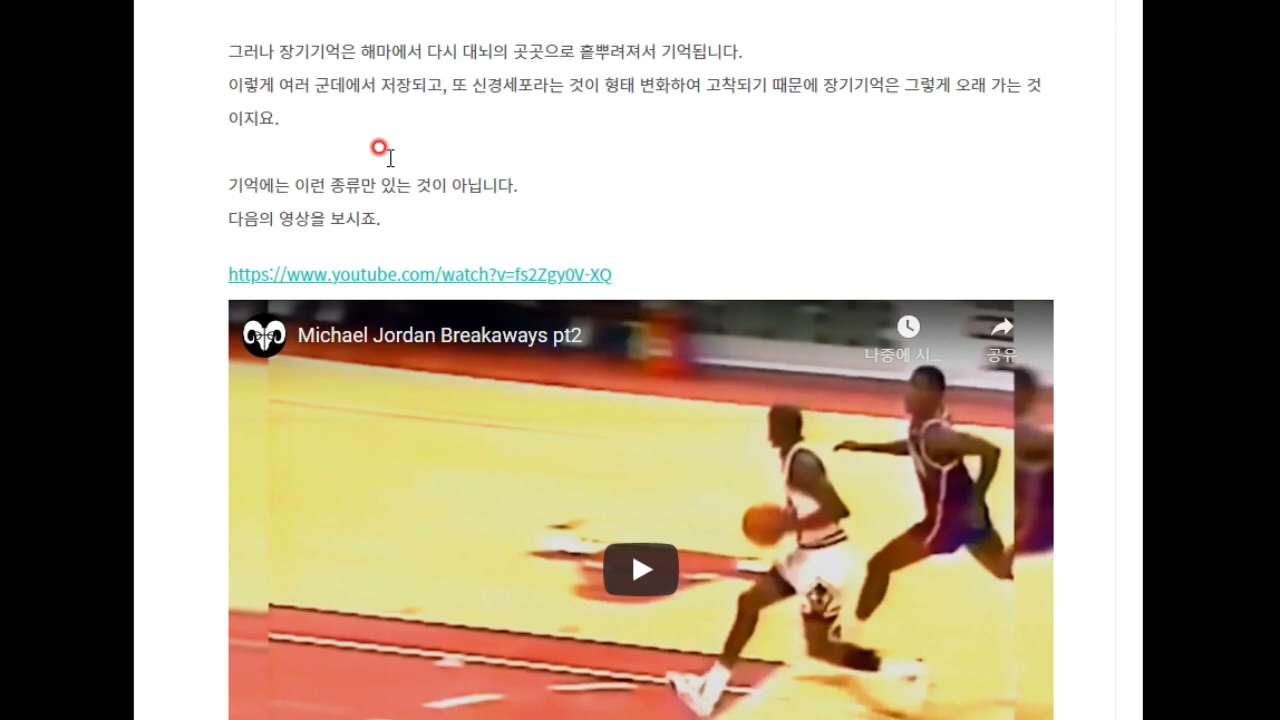 그러나 장기기억은 해마에서 다시 대뇌의 곳곳으로 흩뿌려져서 기억됩니다.
이렇게 여러 군데에서 저장되고, 또 신경세포라는 것이 형태 변화하여 고착되기 때문에 장기기억은 그렇게 오래 가는 것
이지요.
기억에는 이런 종류만 있는 것이 아닙니다.
다음의 영상을 보시죠.
https://www.youtube.com/watch?v=fs2Zgy0V-XQ
Michael Jordan Breakaways pt2
나중에 시...
공유